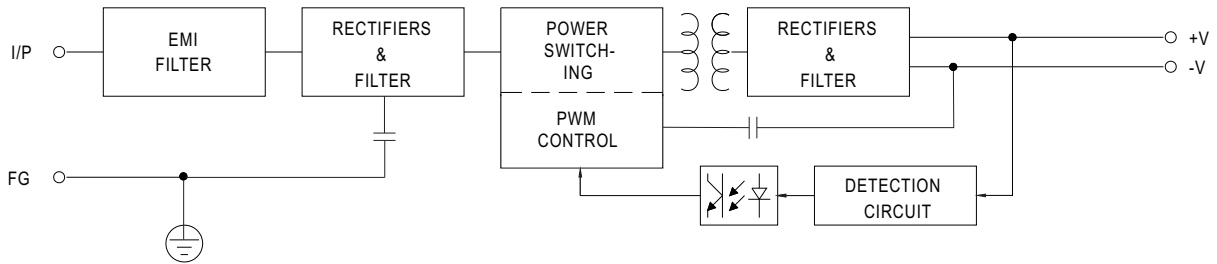 I/P
EMI
FILTER
RECTIFIERS
&
FILTER
POWER
SWITCH-
ING
PWM
CONTROL
RECTIFIERS
&
FILTER
+V
-V
FG
DETECTION
CIRCUIT